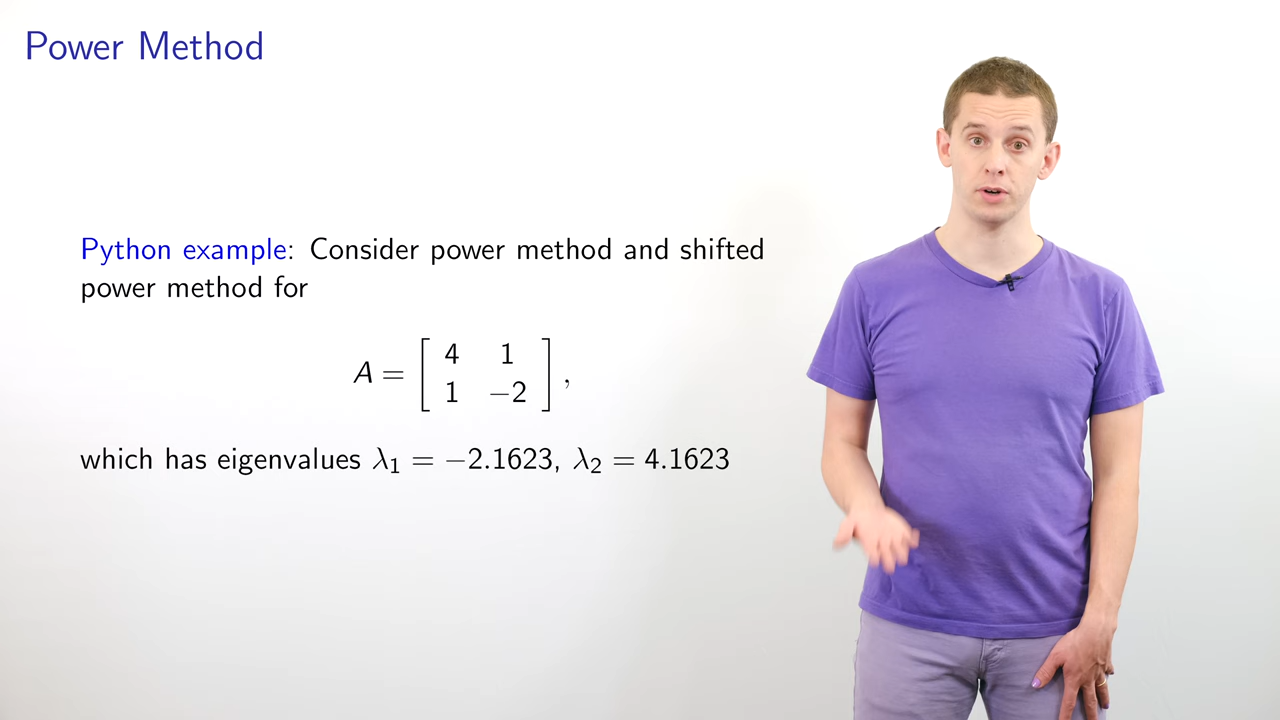 Power Method
Python example: Consider power method and shifted
power method for
A = [ 4 1
1 −2 ] ,
which has eigenvalues λ₁ = −2.1623, λ₂ = 4.1623